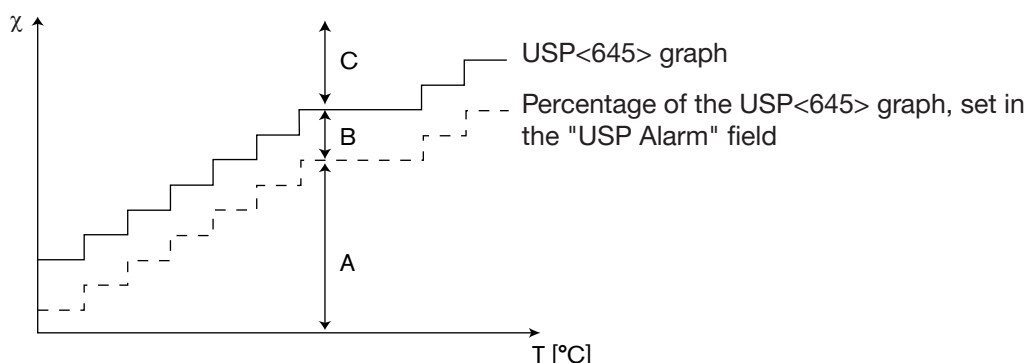 χ
C
USP<645> graph
B
Percentage of the USP<645> graph, set in
the "USP Alarm" field
A
T [°C]